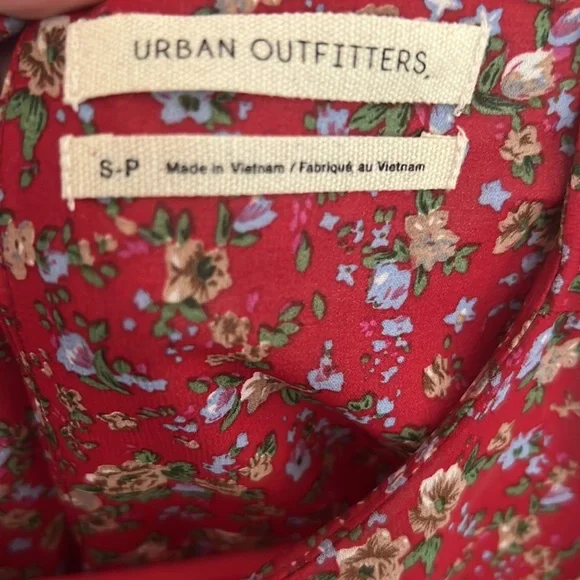 URBAN OUTFITTERS
S-P Made in Vietnam / Fabriqué au Vietnam